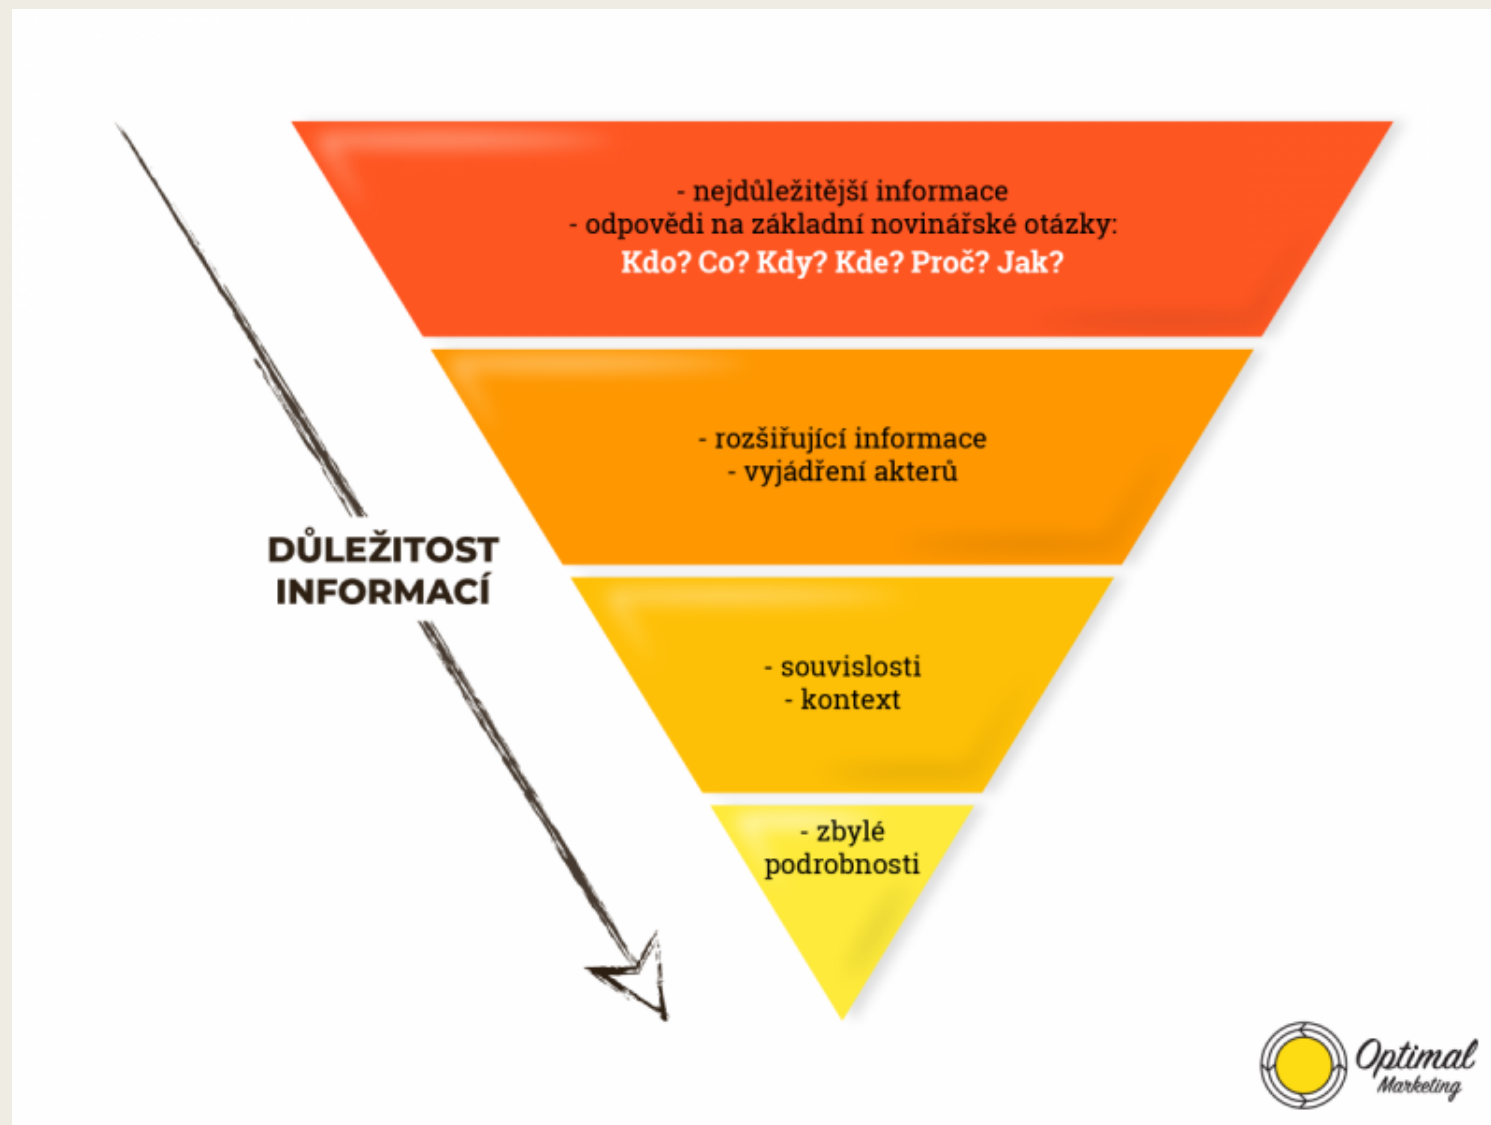 - nejdůležitější informace
- odpovědi na základní novinářské otázky:
Kdo? Co? Kdy? Kde? Proč? Jak?
- rozšiřující informace
- vyjádření akterů
DŮLEŽITOST
INFORMACÍ
- souvislosti
- kontext
- zbylé
podrobnosti
Optimal
Marketing